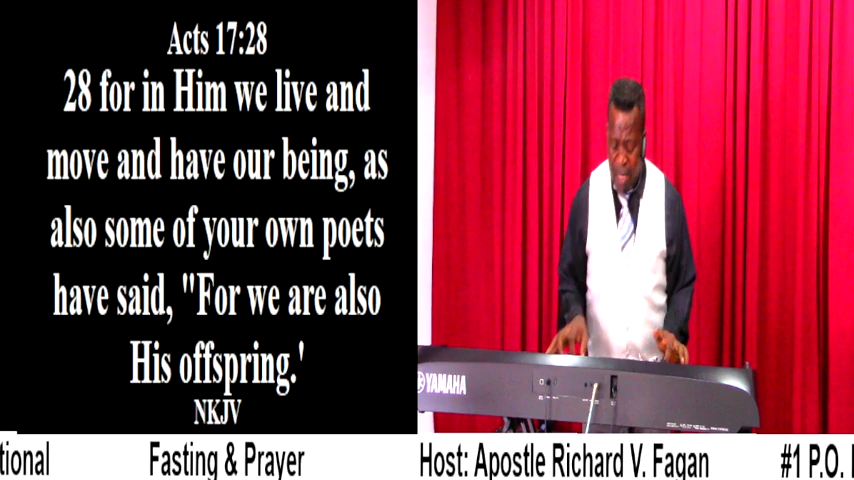 Acts 17:28
28 for in Him we live and
move and have our being, as
also some of your own poets
have said, "For we are also
His offspring.'
NKJV
YAMAHA
tional Fasting & Prayer Host: Apostle Richard V. Fagan #1 P.O.